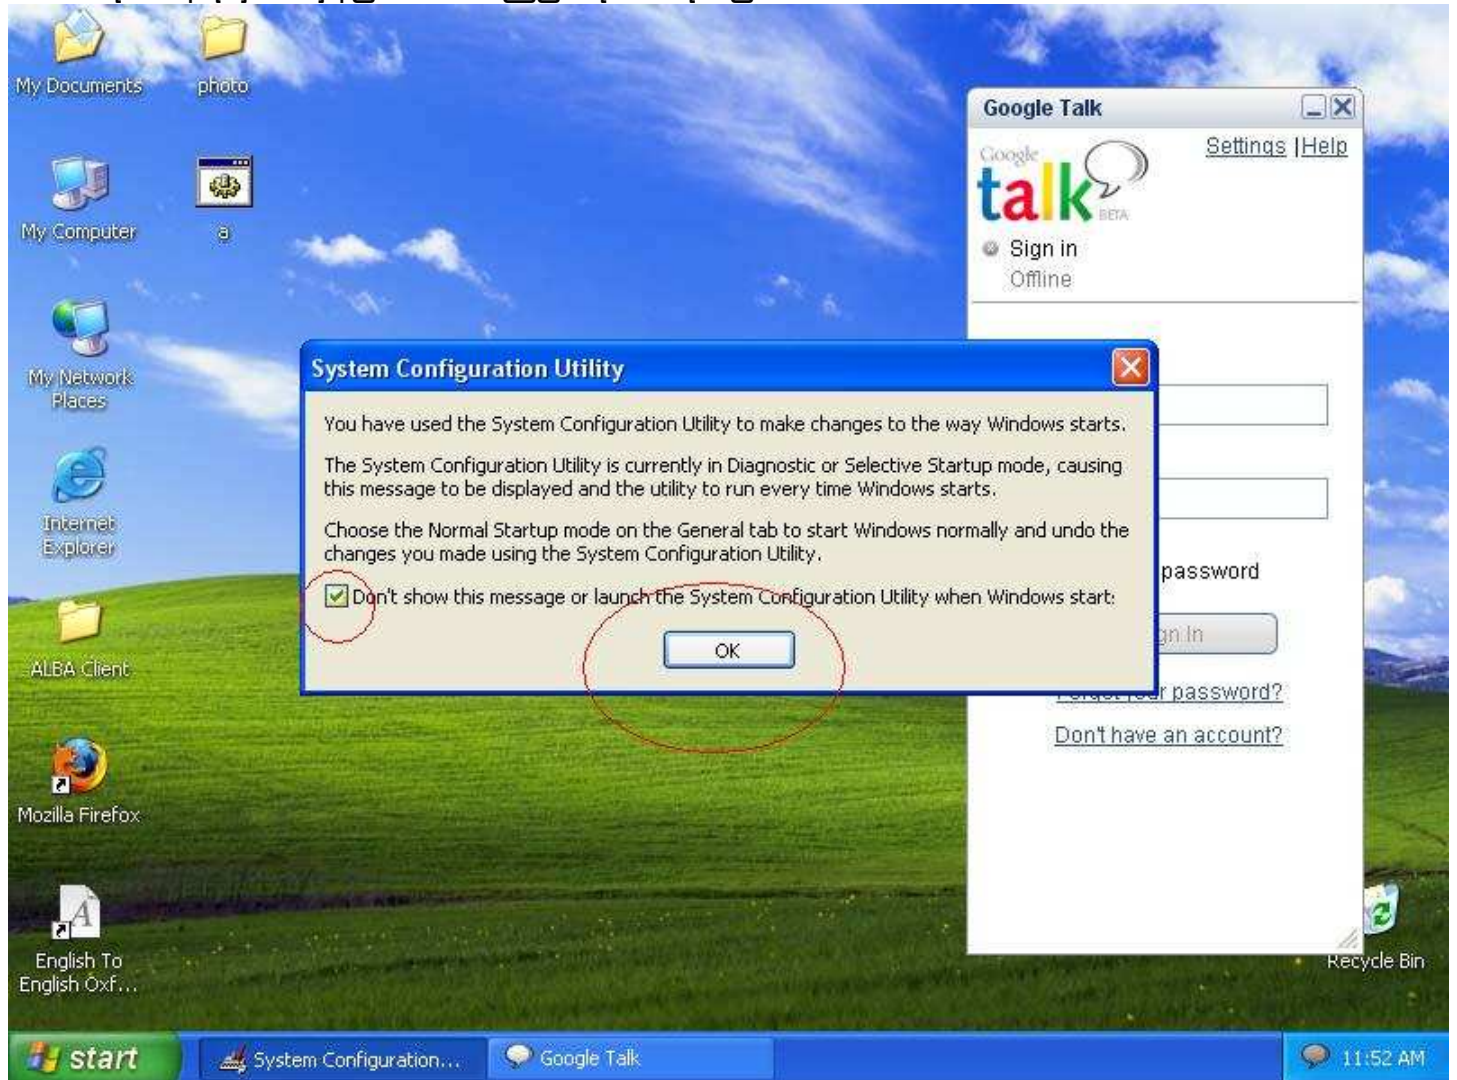 My Documents
photo
My Computer
a
My Network
Places
Internet
Explorer
ALBA Client
Mozilla Firefox
English To
English Oxf...
Google Talk
Settings | Help
Google
talk
BETA
Sign in
Offline
System Configuration Utility
You have used the System Configuration Utility to make changes to the way Windows starts.
The System Configuration Utility is currently in Diagnostic or Selective Startup mode, causing
this message to be displayed and the utility to run every time Windows starts.
Choose the Normal Startup mode on the General tab to start Windows normally and undo the
changes you made using the System Configuration Utility.
Don't show this message or launch the System Configuration Utility when Windows start
OK
password
gn In
password?
Don't have an account?
Recycle Bin
start
System Configuration...
Google Talk
11:52 AM